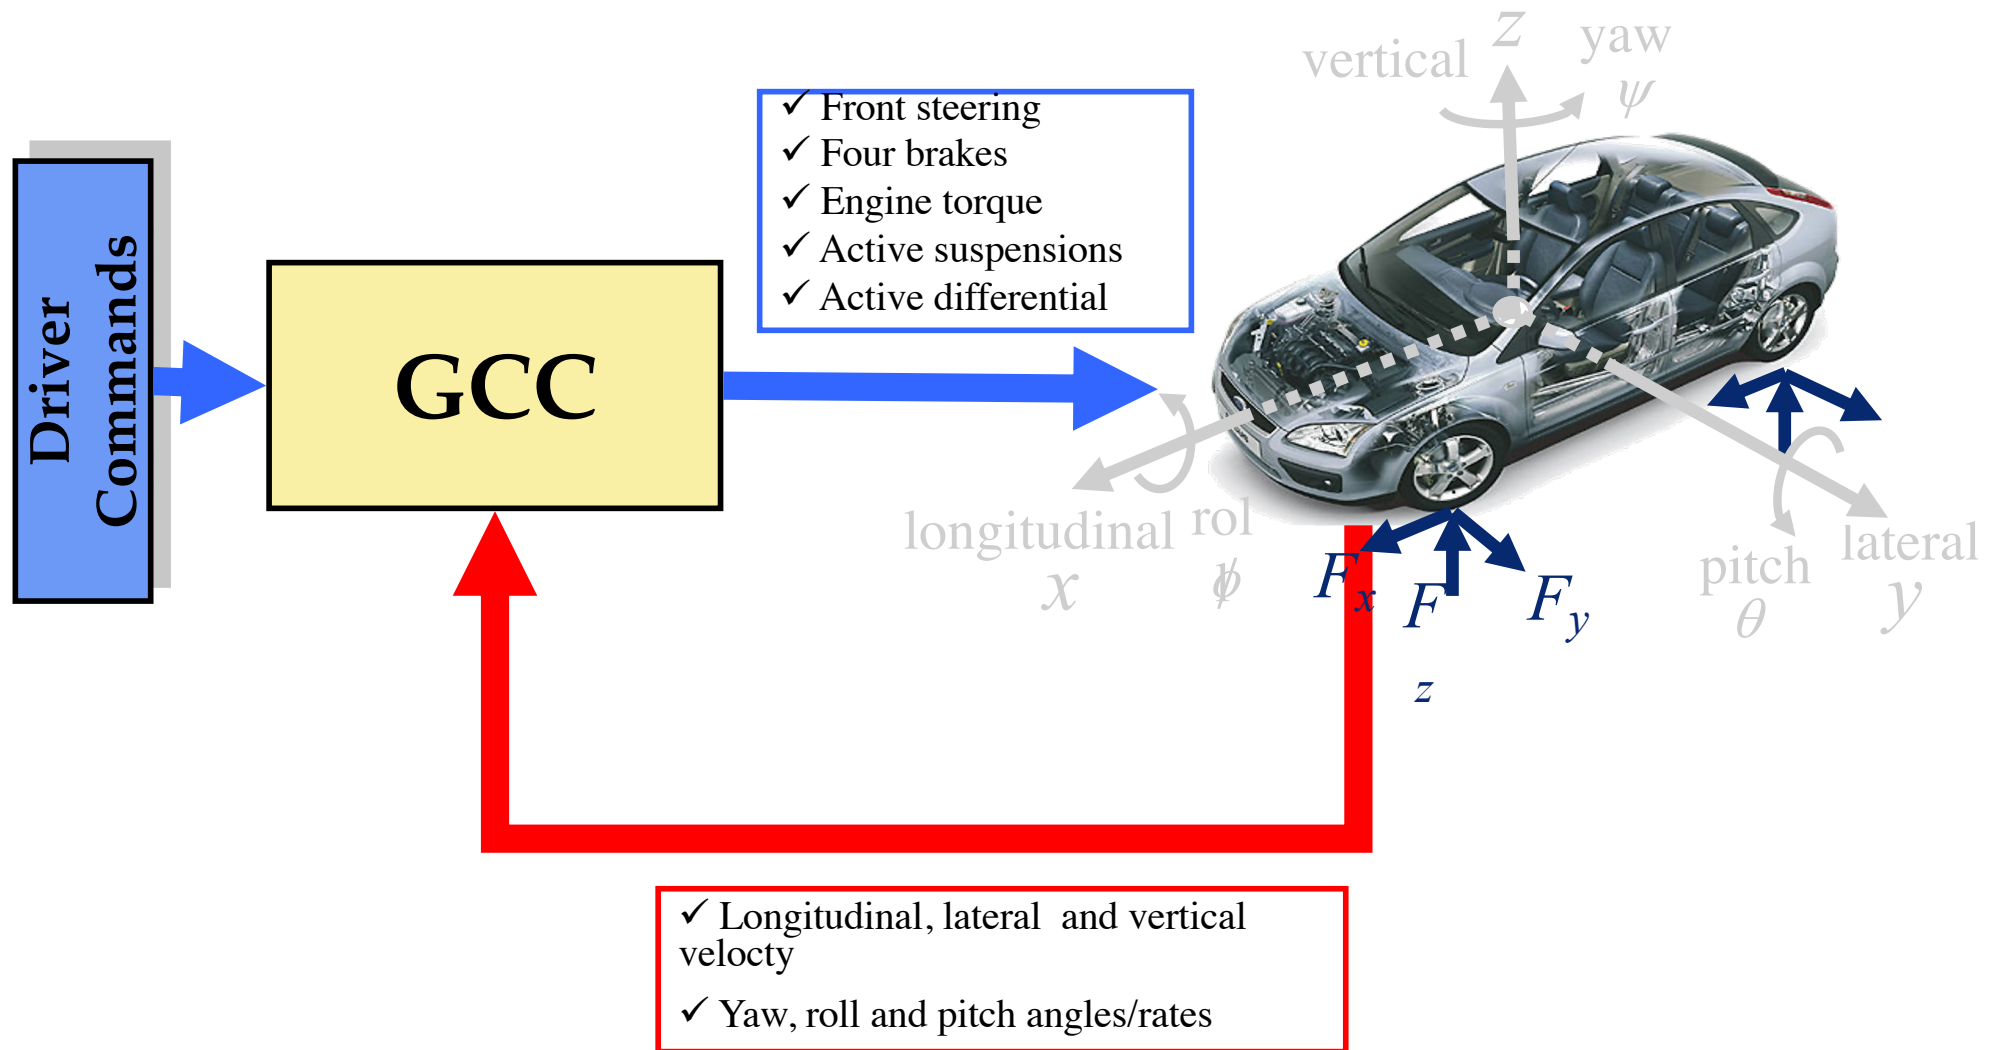 Driver
Commands
GCC
✓ Front steering
✓ Four brakes
✓ Engine torque
✓ Active suspensions
✓ Active differential
vertical
z
yaw
ψ
longitudinal
x
rol
ϕ
F x
F
z
F y
pitch
θ
lateral
y
✓ Longitudinal, lateral and vertical
velocty
✓ Yaw, roll and pitch angles/rates